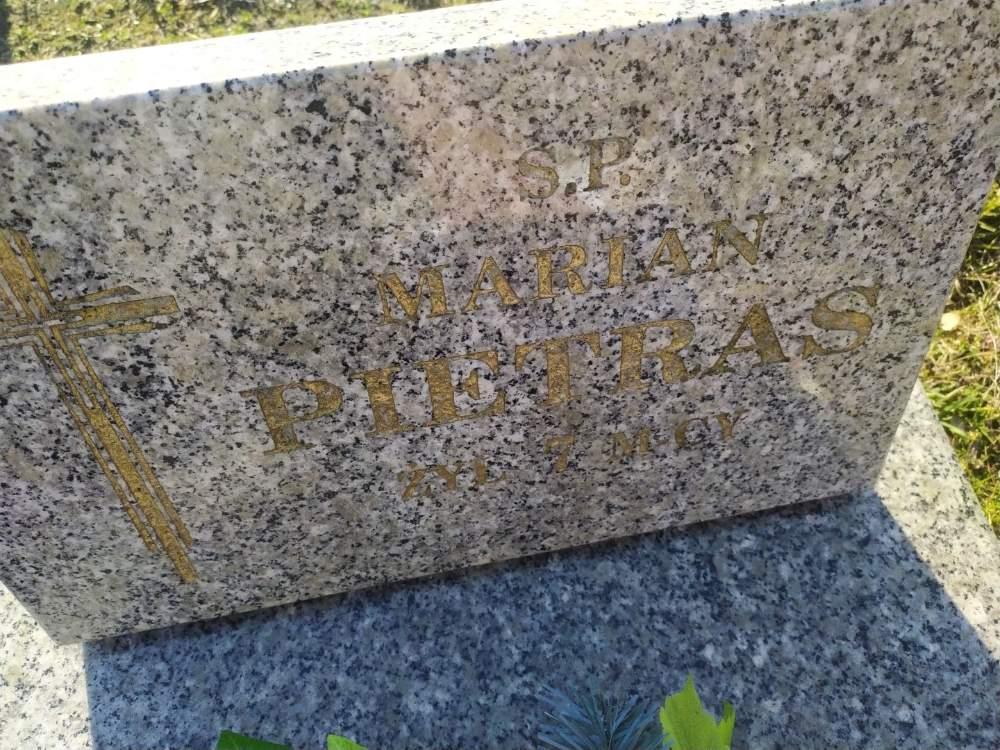 Ś.P.
MARIAN
PIETRAS
ŻYŁ 7 M-CY